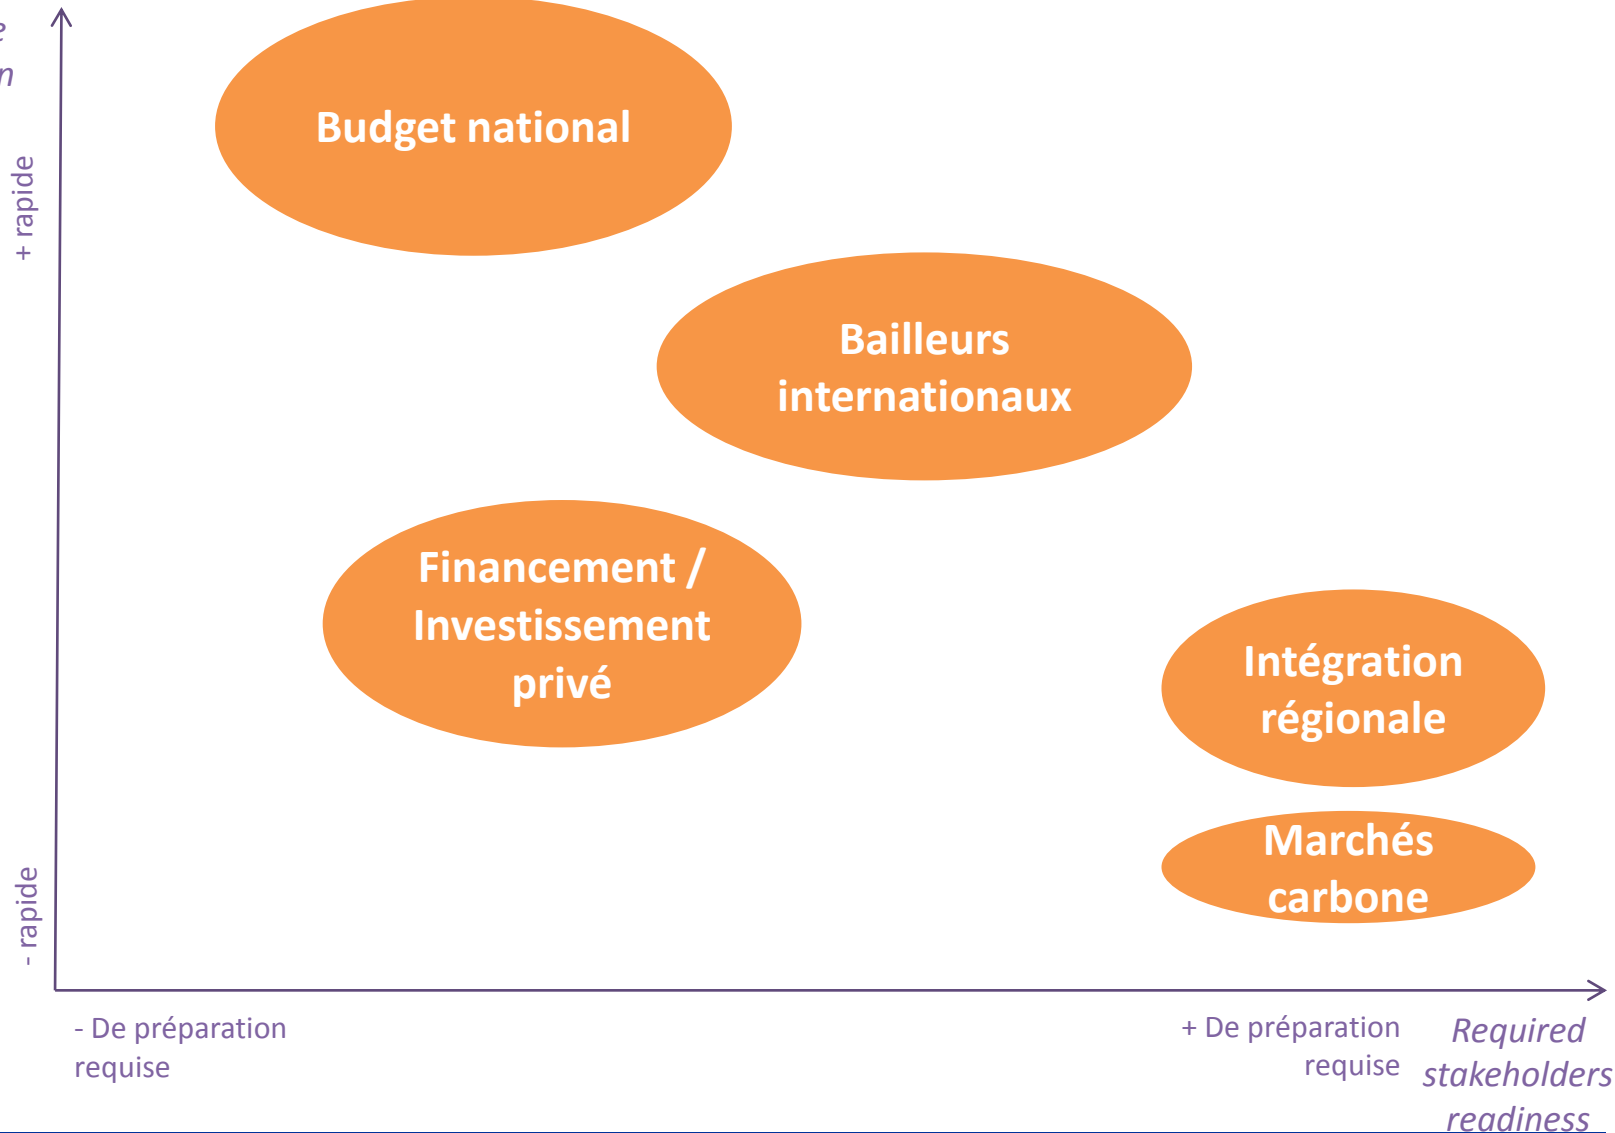 + rapide
Budget national
Bailleurs
internationaux
Financement /
Investissement
privé
Intégration
régionale
Marchés
carbone
- rapide
- De préparation
requise
+ De préparation
requise
Required
stakeholders
readiness